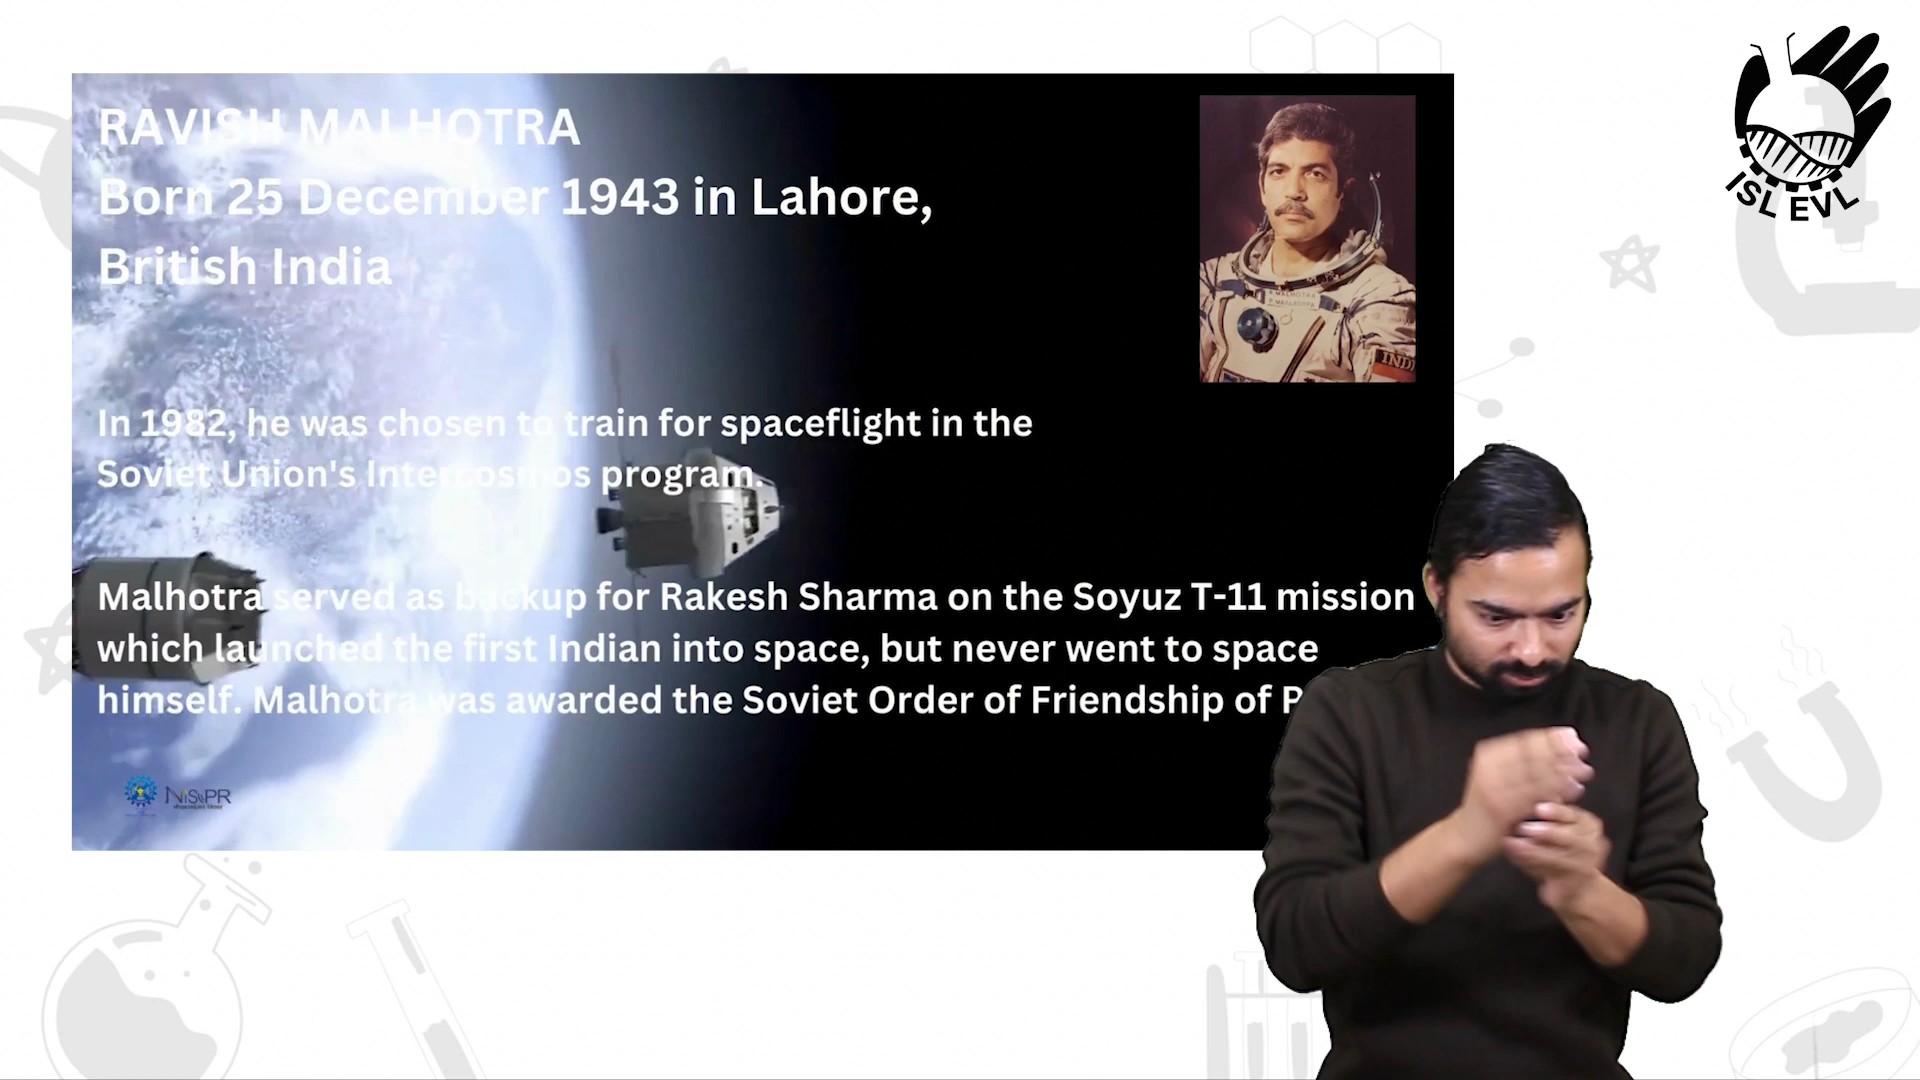 RAVISH MALHOTRA
Born 25 December 1943 in Lahore,
British India
In 1982, he was chosen to train for spaceflight in the
Soviet Union's Intercosmos program.
Malhotra served as backup for Rakesh Sharma on the Soyuz T-11 mission
which launched the first Indian into space, but never went to space
himself. Malhotra was awarded the Soviet Order of Friendship of P
ISL EVL
NIScPR